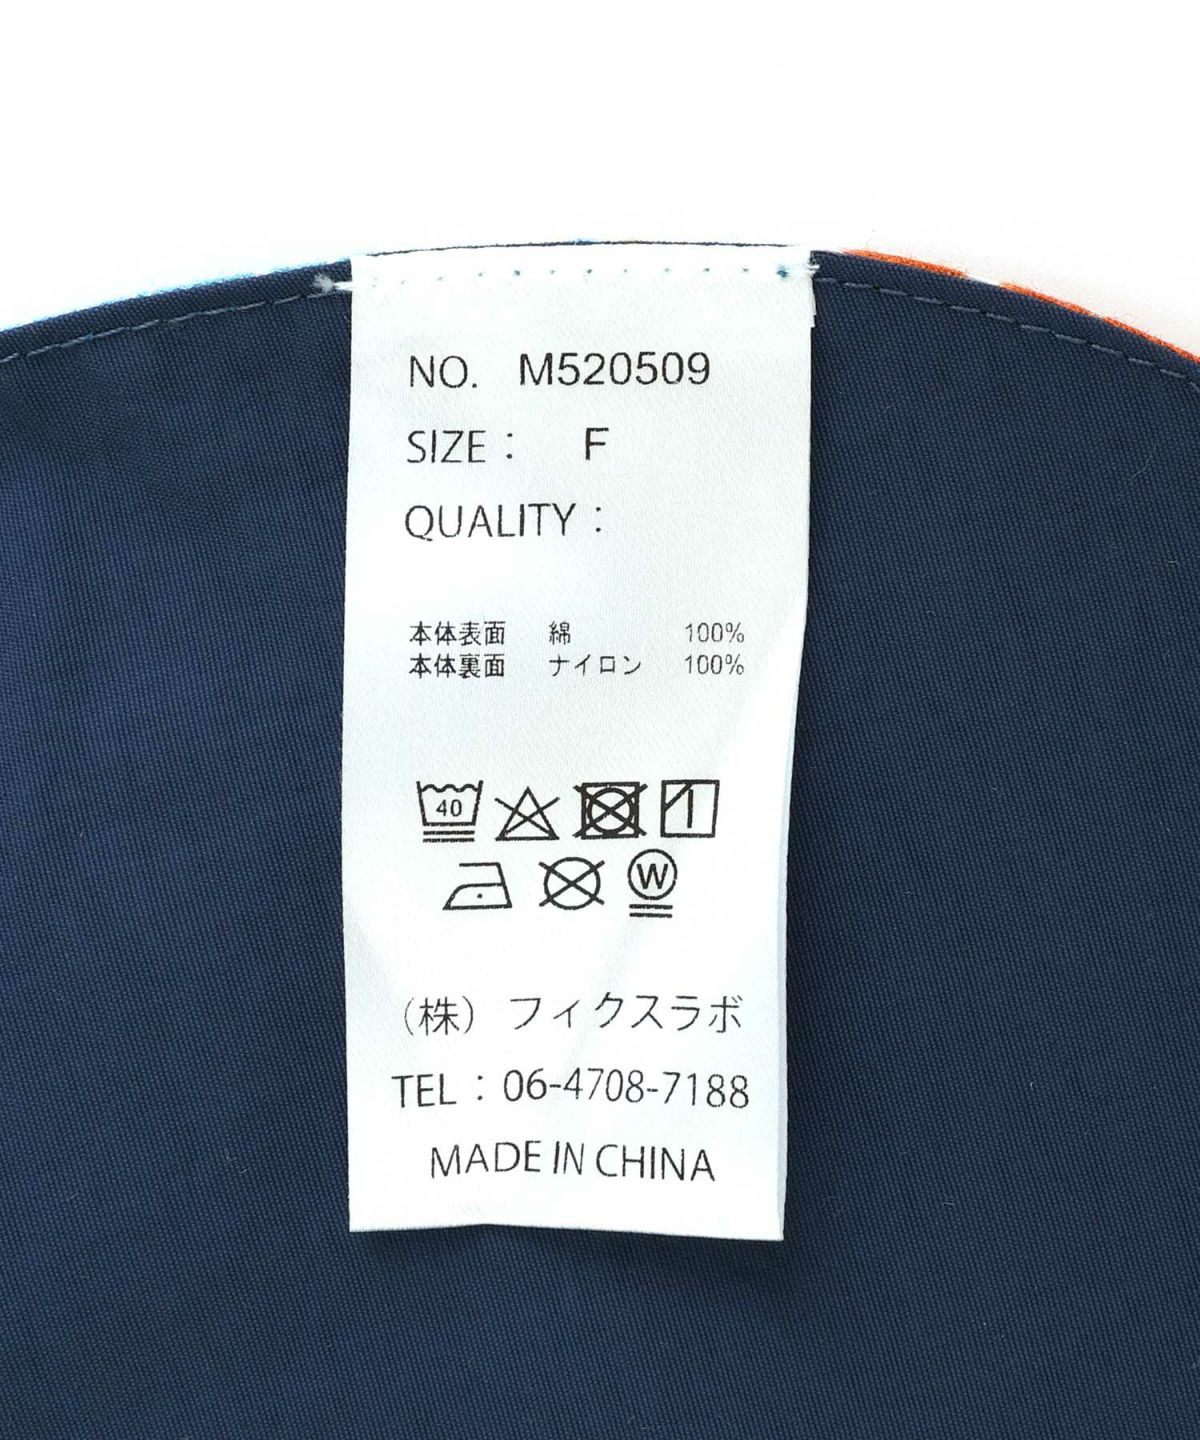 NO. M520509
SIZE : F
QUALITY :
本体表面 綿 100%
本体裏面 ナイロン 100%
40
W
(株) フィクスラボ
TEL : 06-4708-7188
MADE IN CHINA